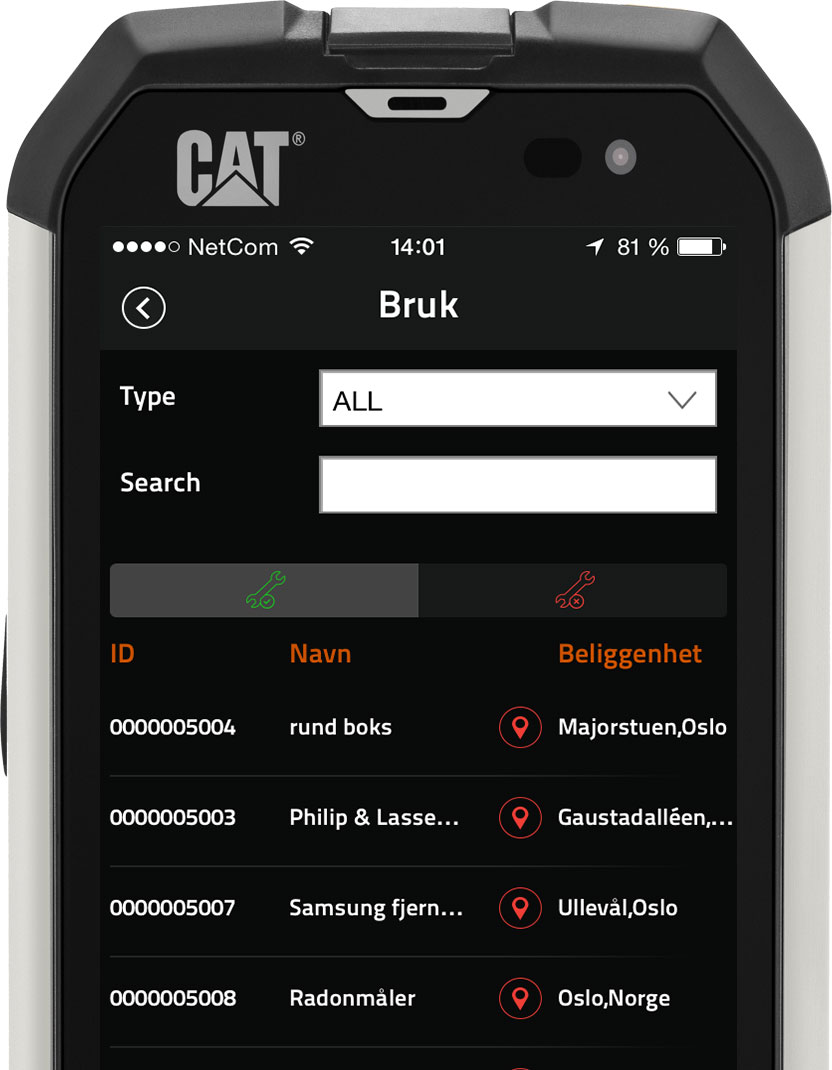 CAT®
NetCom 14:01 81 %
Bruk
Type ALL
Search
ID Navn Beliggenhet
0000005004 rund boks Majorstuen,Oslo
0000005003 Philip & Lasse... Gaustadalléen,...
0000005007 Samsung fjern... Ullevål,Oslo
0000005008 Radonmåler Oslo,Norge